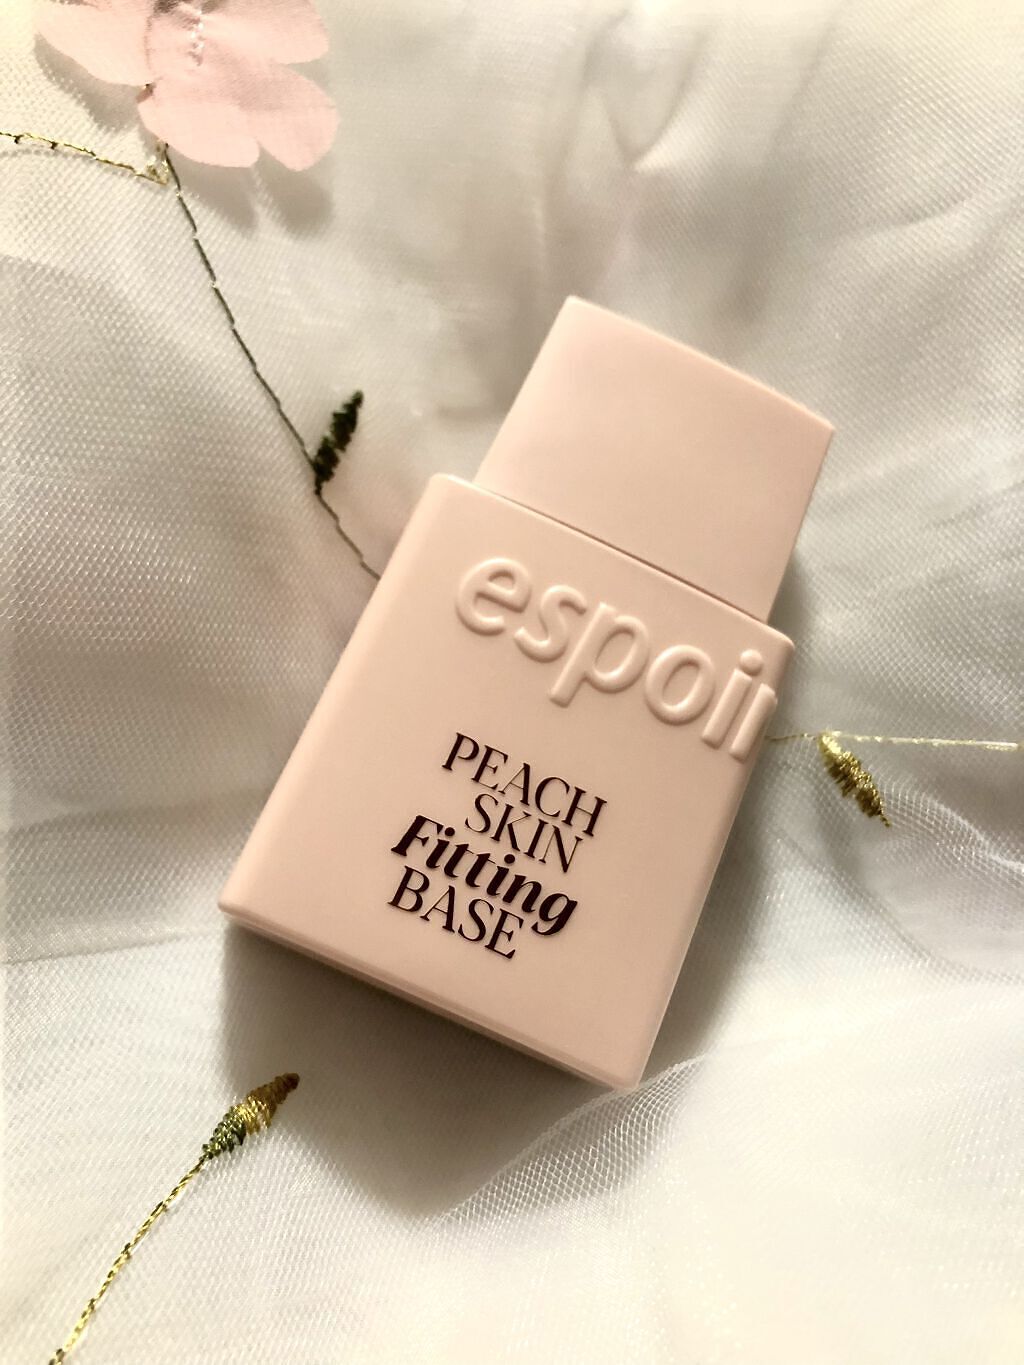 espoir
PEACH
SKIN
Fitting
BASE